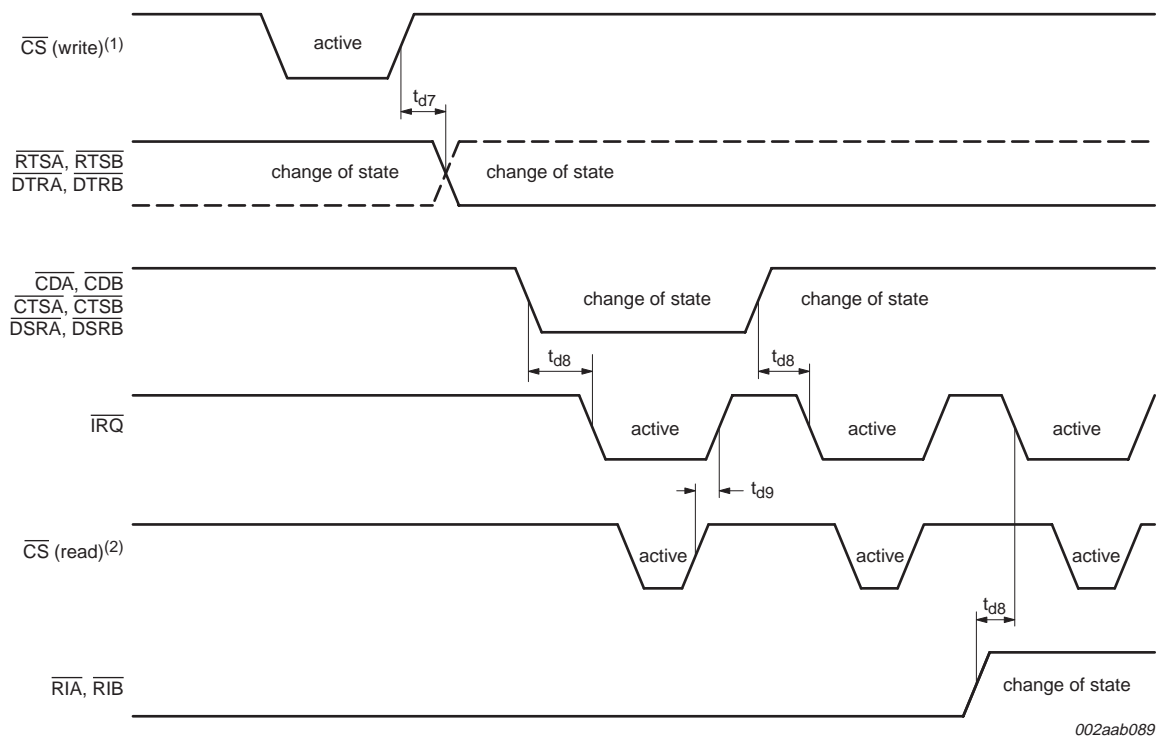 CS (write)(1)
active
td7
RTSA, RTSB
DTRA, DTRB
change of state
change of state
CDA, CDB
CTSA, CTSB
DSRA, DSRB
change of state
change of state
td8
td8
IRQ
active
active
active
td9
CS (read)(2)
active
active
active
td8
RIA, RIB
change of state
002aab089